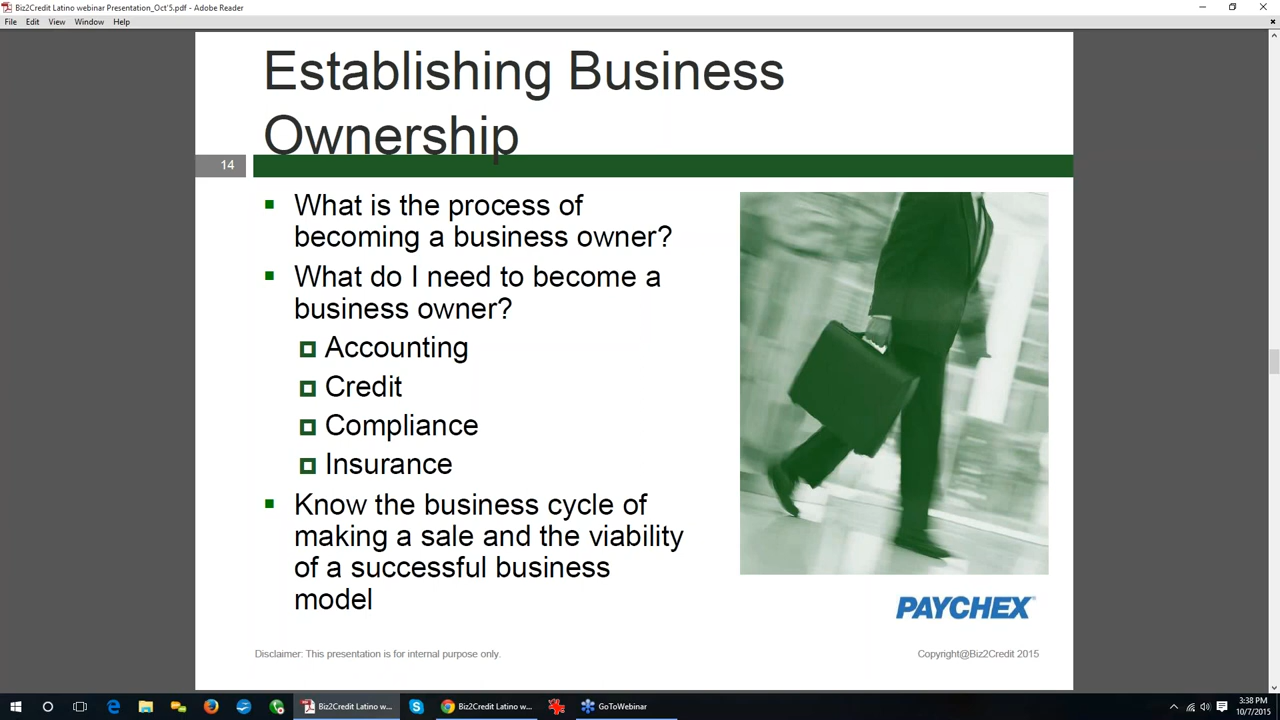 Biz2Credit Latino webinar Presentation_Oct'5.pdf - Adobe Reader
File Edit View Window Help
Establishing Business
Ownership
14
What is the process of
becoming a business owner?
What do I need to become a
business owner?
Accounting
Credit
Compliance
Insurance
Know the business cycle of
making a sale and the viability
of a successful business
model
PAYCHEX
Disclaimer: This presentation is for internal purpose only.
Copyright@Biz2Credit 2015
Biz2Credit Latino w...
Biz2Credit Latino w...
GoToWebinar
3:38 PM
10/7/2015